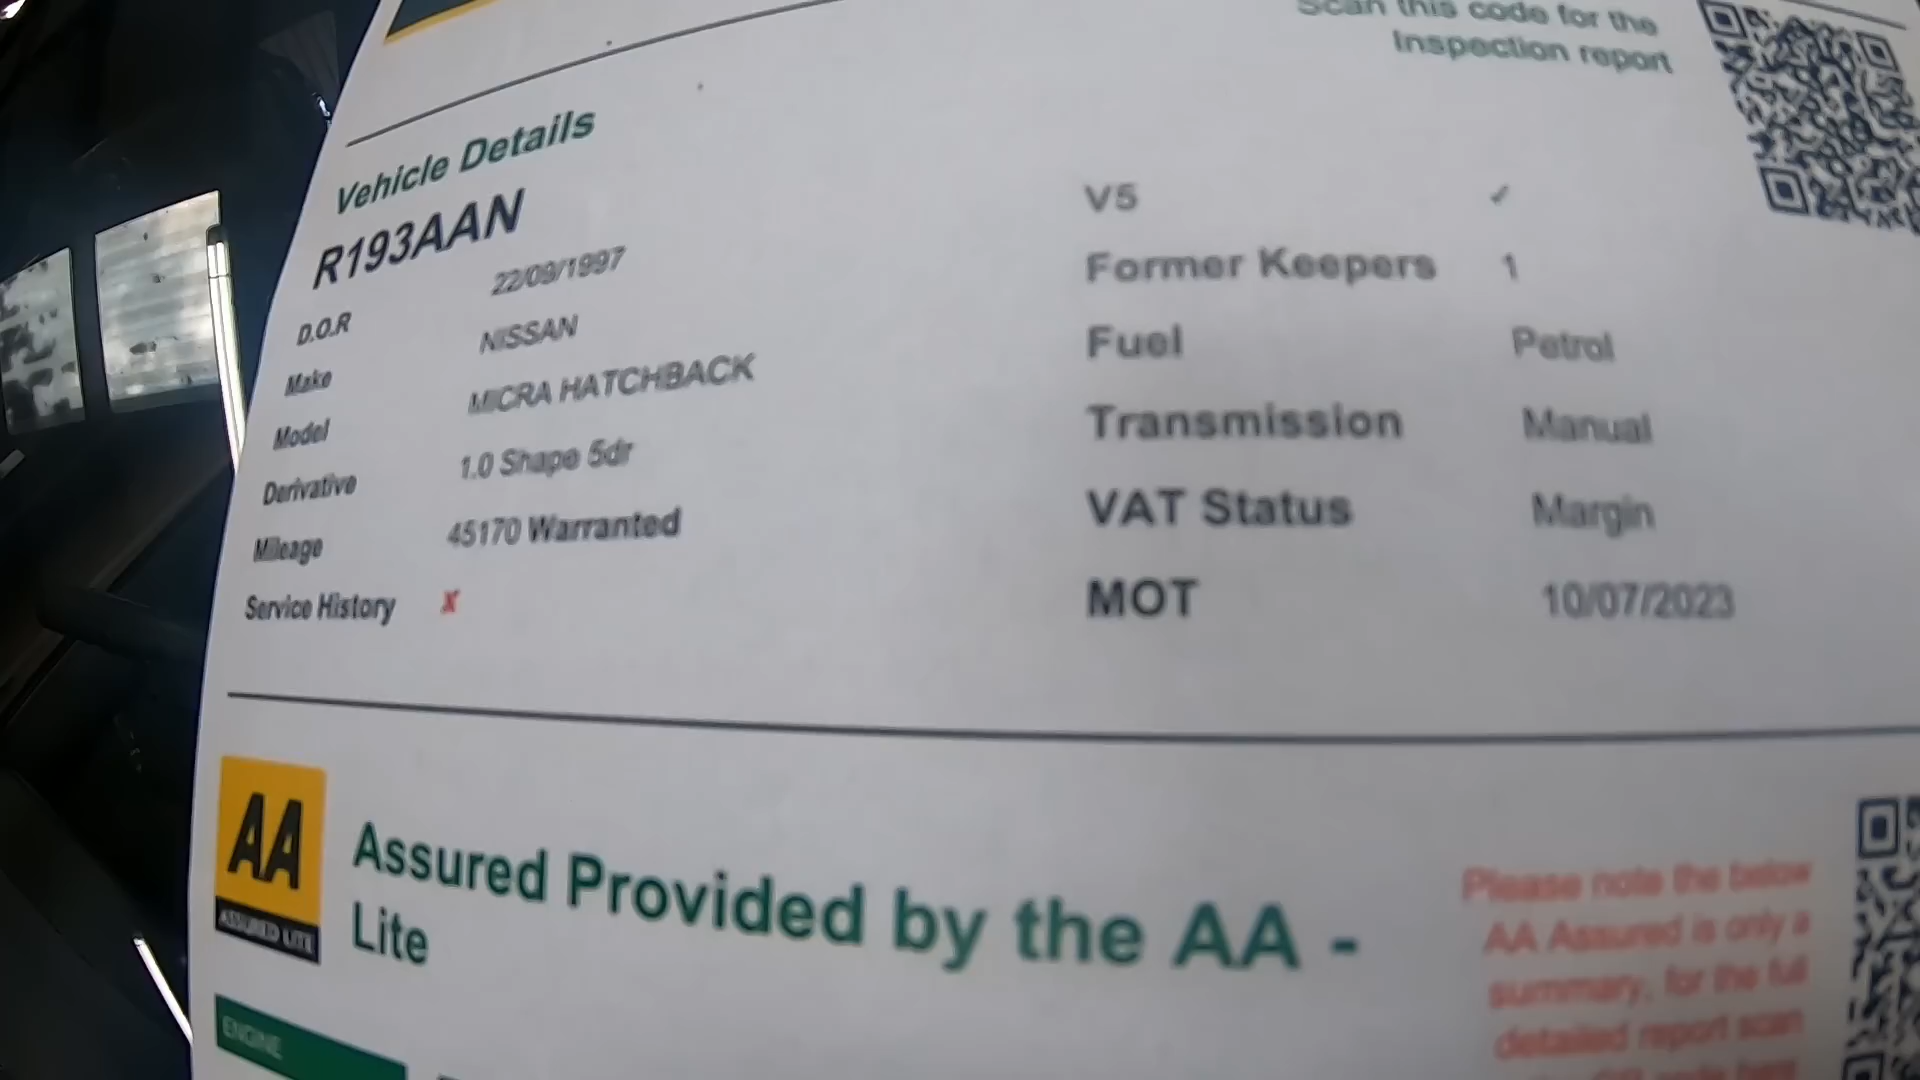 Scan this code for the
Inspection report
Vehicle Details
R193AAN
D.O.R 22/09/1997
Make NISSAN
Model MICRA HATCHBACK
Derivative 1.0 Shape 5dr
Mileage 45170 Warranted
Service History x
V5 ✓
Former Keepers 1
Fuel Petrol
Transmission Manual
VAT Status Margin
MOT 10/07/2023
AA
ASSURED LITE
Assured Provided by the AA -
Lite
Please note the below
AA Assured is only a
summary, for the full
detailed report scan
ENGINE